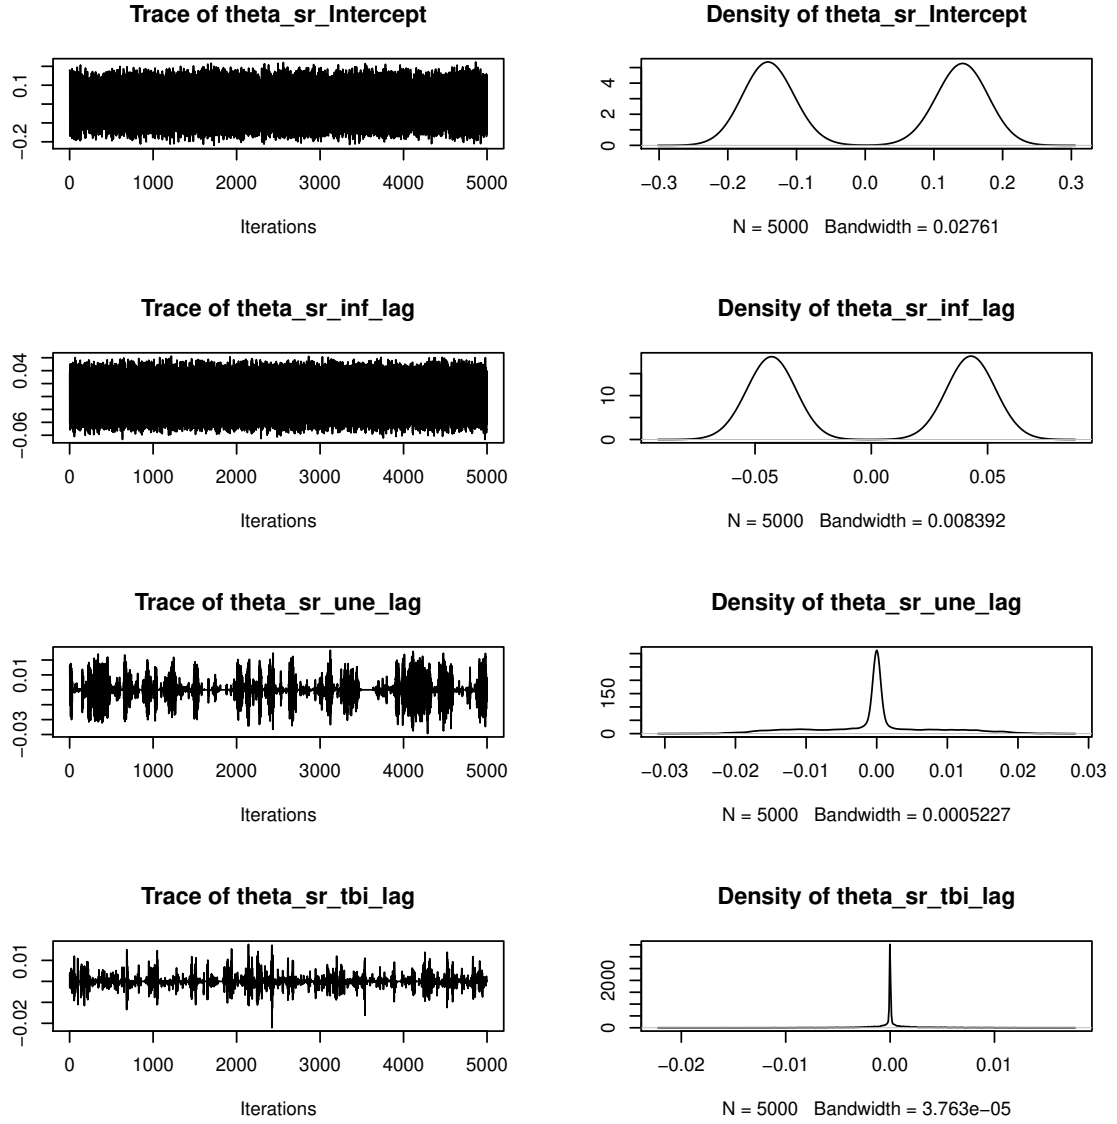 Trace of theta_sr_Intercept
0.1
−0.2
0 1000 2000 3000 4000 5000
Iterations
Density of theta_sr_Intercept
4
2
0
−0.3 −0.2 −0.1 0.0 0.1 0.2 0.3
N = 5000 Bandwidth = 0.02761
Trace of theta_sr_inf_lag
0.04
−0.06
0 1000 2000 3000 4000 5000
Iterations
Density of theta_sr_inf_lag
10
0
−0.05 0.00 0.05
N = 5000 Bandwidth = 0.008392
Trace of theta_sr_une_lag
0.01
−0.03
0 1000 2000 3000 4000 5000
Iterations
Density of theta_sr_une_lag
150
0
−0.03 −0.02 −0.01 0.00 0.01 0.02 0.03
N = 5000 Bandwidth = 0.0005227
Trace of theta_sr_tbi_lag
0.01
−0.02
0 1000 2000 3000 4000 5000
Iterations
Density of theta_sr_tbi_lag
2000
0
−0.02 −0.01 0.00 0.01
N = 5000 Bandwidth = 3.763e−05